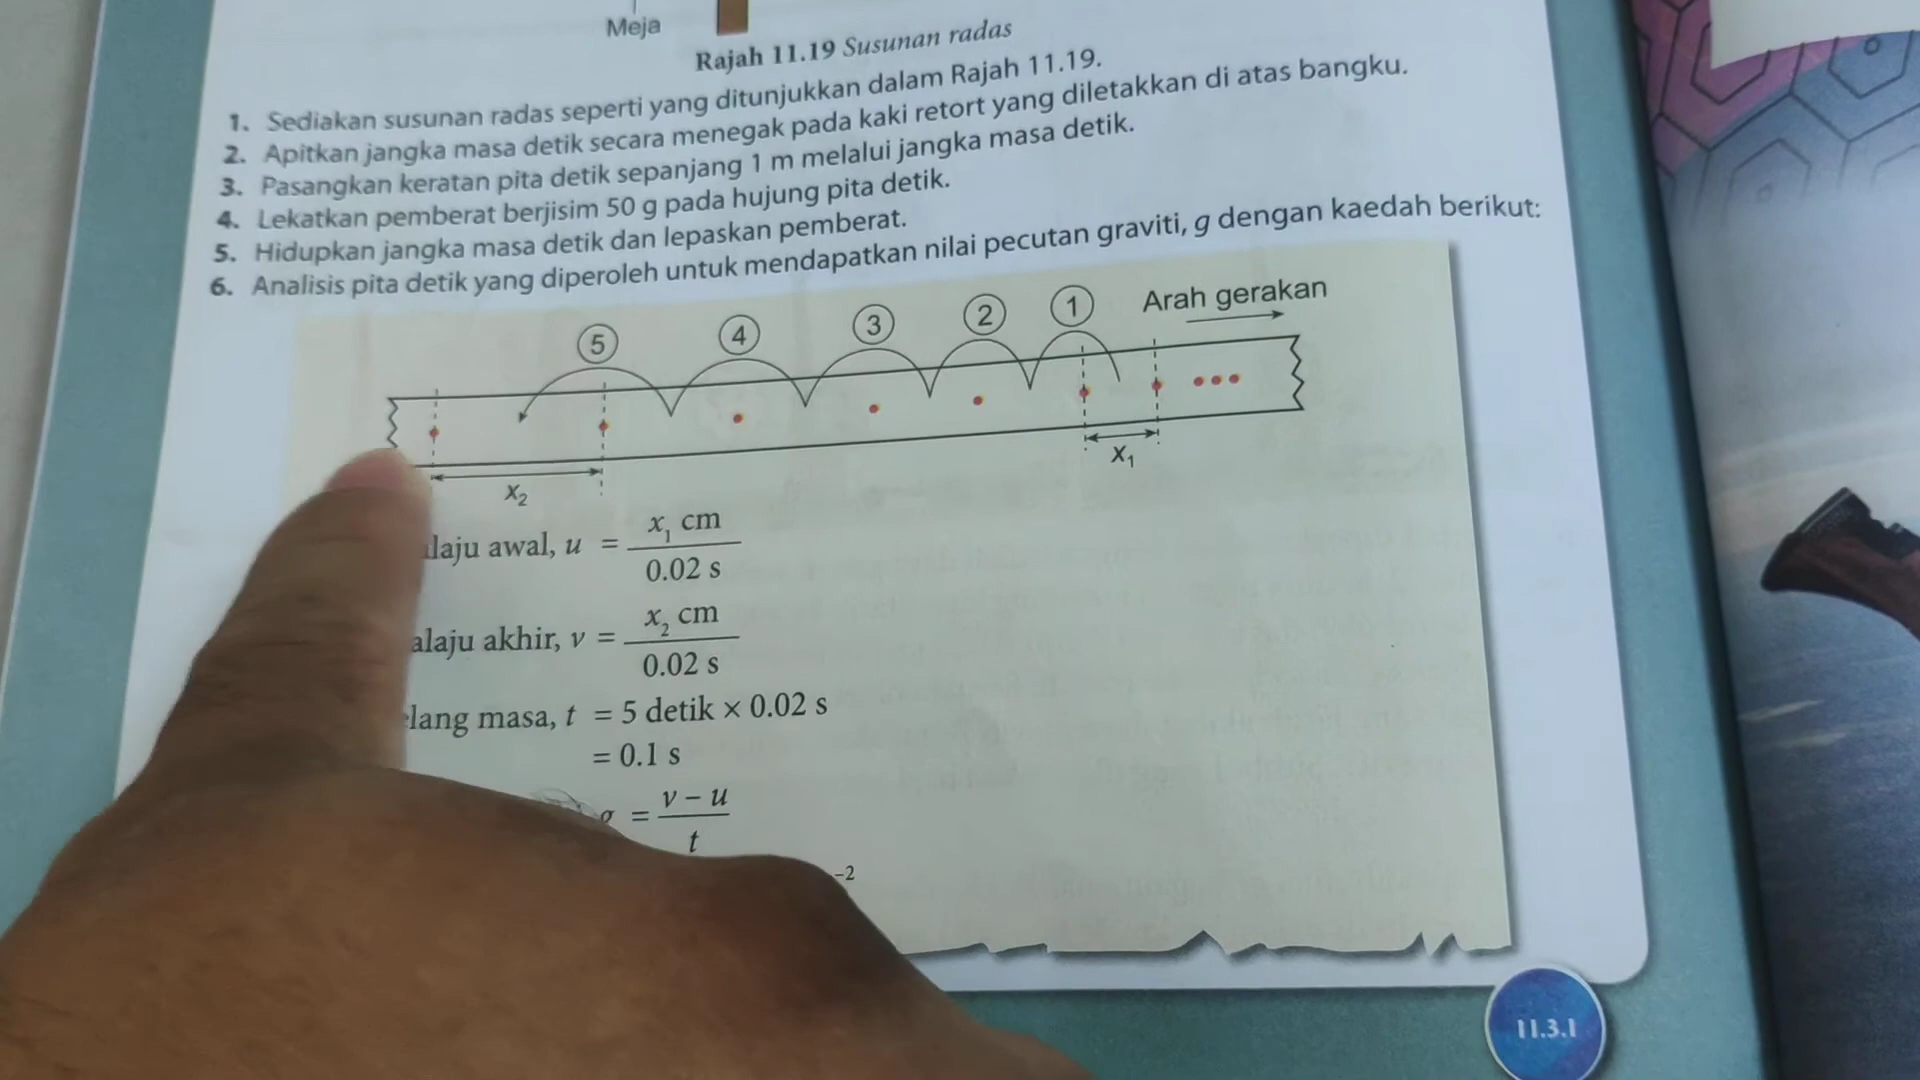 Meja
Rajah 11.19 Susunan radas
1. Sediakan susunan radas seperti yang ditunjukkan dalam Rajah 11.19.
2. Apitkan jangka masa detik secara menegak pada kaki retort yang diletakkan di atas bangku.
3. Pasangkan keratan pita detik sepanjang 1 m melalui jangka masa detik.
4. Lekatkan pemberat berjisim 50 g pada hujung pita detik.
5. Hidupkan jangka masa detik dan lepaskan pemberat.
6. Analisis pita detik yang diperoleh untuk mendapatkan nilai pecutan graviti, g dengan kaedah berikut:
5 4 3 2 1 Arah gerakan
x₂ x₁
laju awal, u = x₁ cm / 0.02 s
alaju akhir, v = x₂ cm / 0.02 s
lang masa, t = 5 detik × 0.02 s
= 0.1 s
g = v – u / t
–2
11.3.1